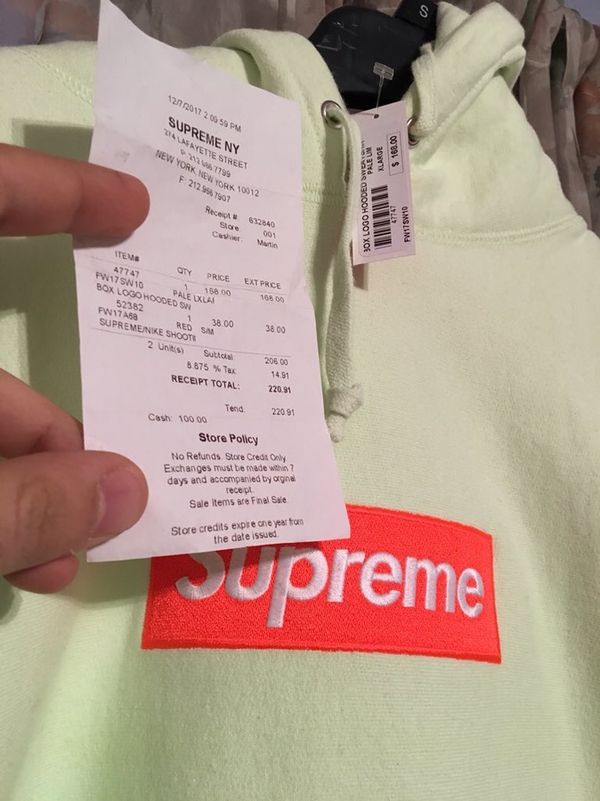 12/7/2017 2:09:59 PM
SUPREME NY
274 LAFAYETTE STREET
P: 212 966 7799
NEW YORK, NEW YORK 10012
F: 212 966 7907
Receipt # 632840
Store 001
Cashier: Martin
ITEM# QTY PRICE EXT PRICE
47747 1 168.00 168.00
FW17SW10 PALE LXLAI
BOX LOGO HOODED SW
52382 1 38.00 38.00
FW17A68 RED S/M
SUPREME/NIKE SHOOTII
2 Unit(s) Subtotal 206.00
8.875 % Tax 14.91
RECEIPT TOTAL: 220.91
Tend: 220.91
Cash: 100.00
Store Policy
No Refunds. Store Credit Only
Exchanges must be made within 7
days and accompanied by orginal
receipt.
Sale Items are Final Sale
Store credits expire one year from
the date issued.
S
BOX LOGO HOODED
PALE LIM
XLARGE
$ 168.00
47747
FW17SW10
Supreme